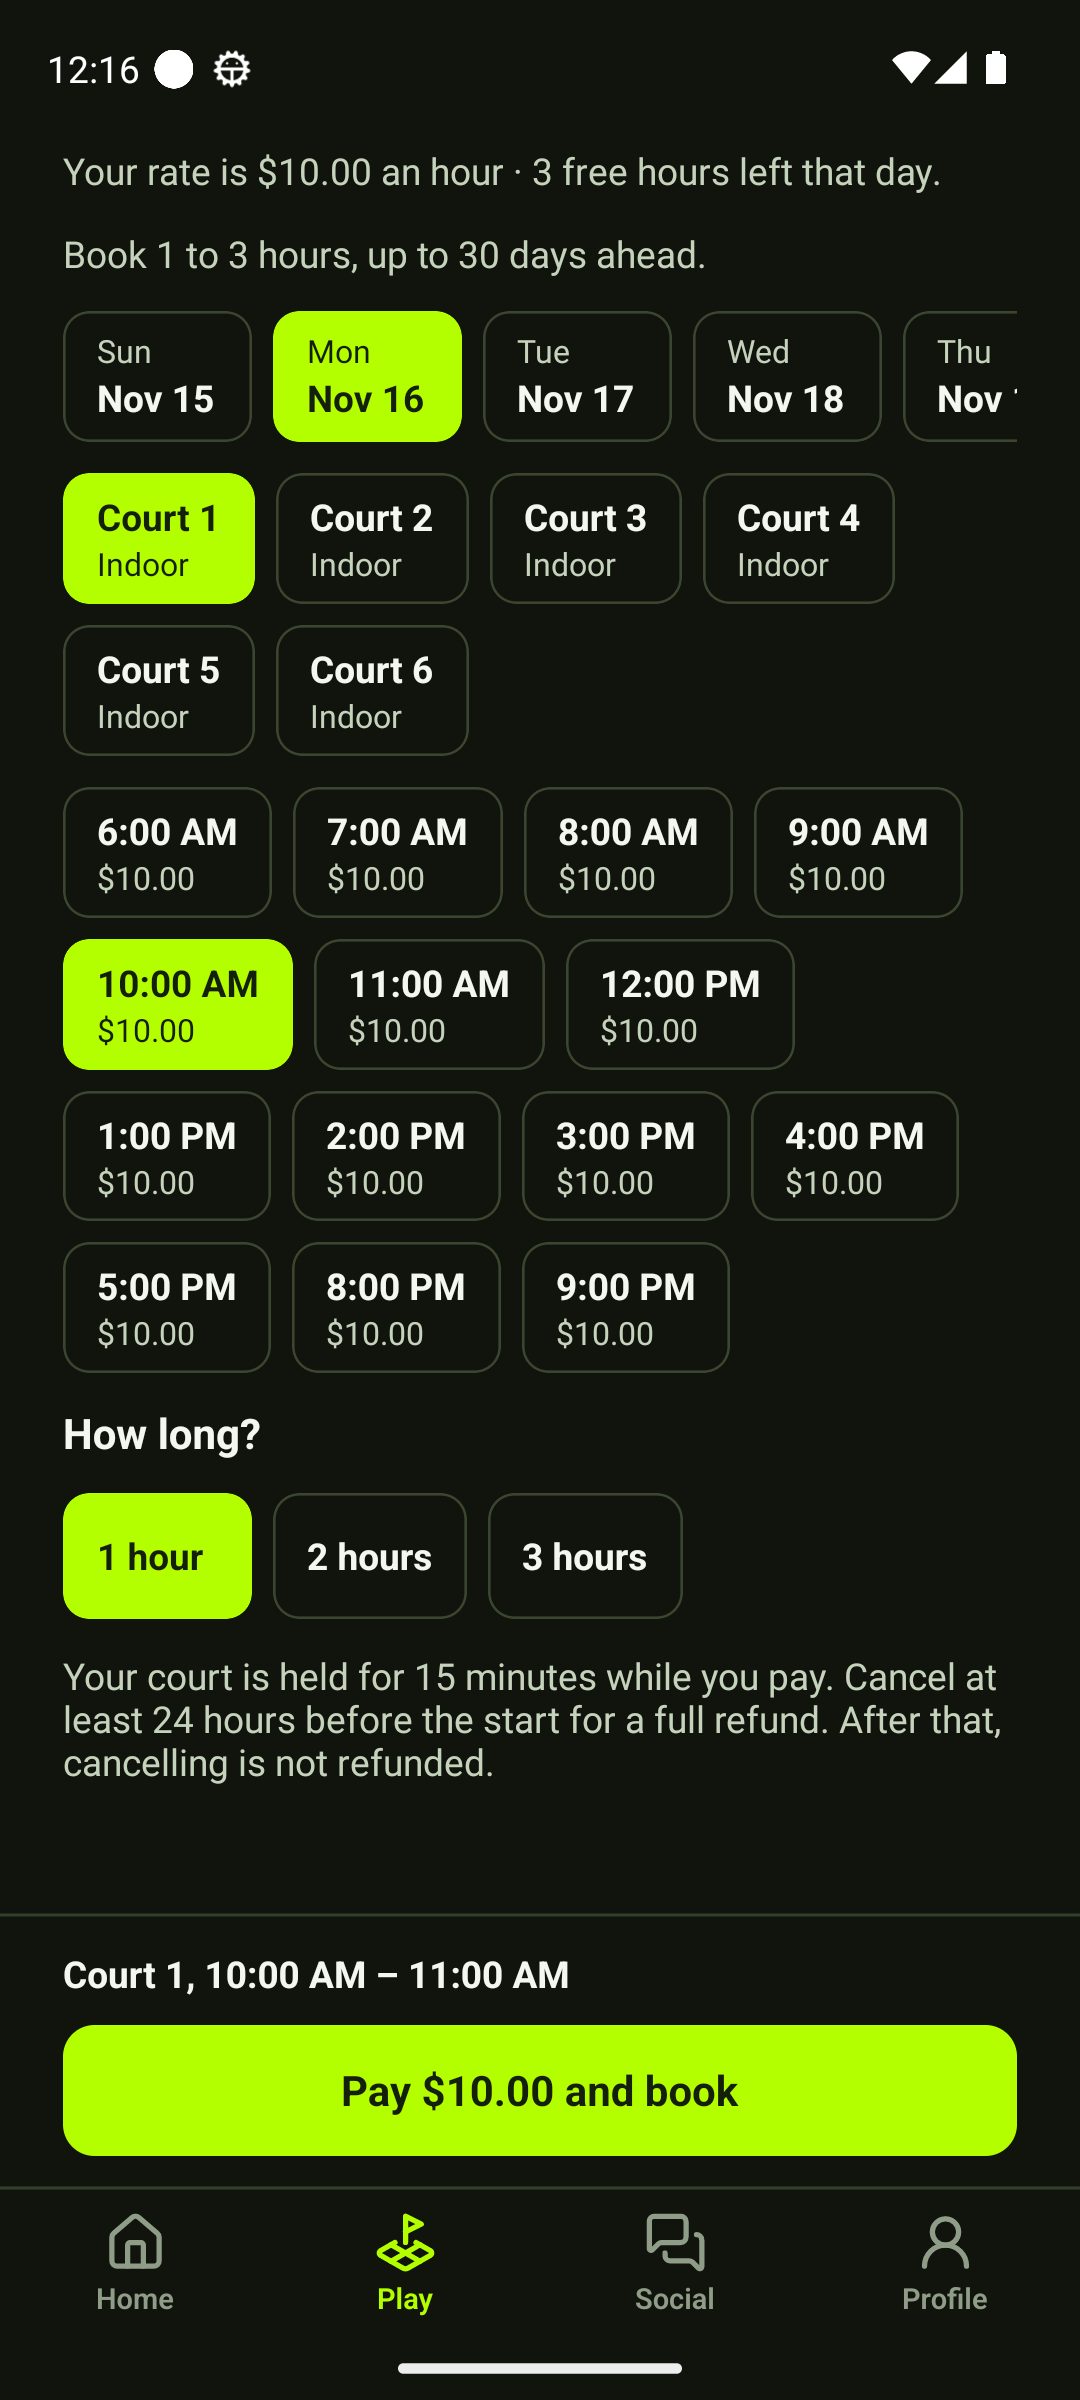 12:16
Your rate is $10.00 an hour · 3 free hours left that day.
Book 1 to 3 hours, up to 30 days ahead.
Sun Mon Tue Wed Thu
Nov 15 Nov 16 Nov 17 Nov 18 Nov
Court 1 Court 2 Court 3 Court 4
Indoor Indoor Indoor Indoor
Court 5 Court 6
Indoor Indoor
6:00 AM 7:00 AM 8:00 AM 9:00 AM
$10.00 $10.00 $10.00 $10.00
10:00 AM 11:00 AM 12:00 PM
$10.00 $10.00 $10.00
1:00 PM 2:00 PM 3:00 PM 4:00 PM
$10.00 $10.00 $10.00 $10.00
5:00 PM 8:00 PM 9:00 PM
$10.00 $10.00 $10.00
How long?
1 hour 2 hours 3 hours
Your court is held for 15 minutes while you pay. Cancel at
least 24 hours before the start for a full refund. After that,
cancelling is not refunded.
Court 1, 10:00 AM – 11:00 AM
Pay $10.00 and book
Home Play Social Profile